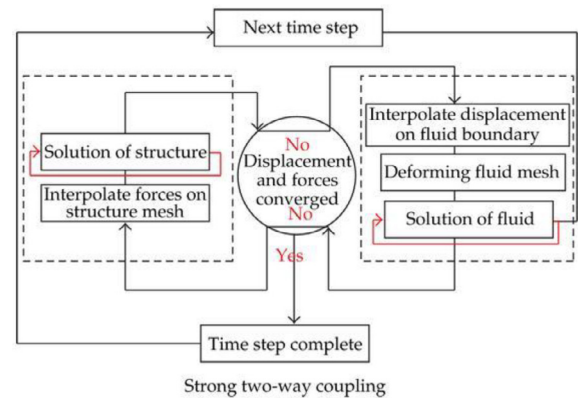 Next time step
Solution of structure
Interpolate forces on
structure mesh
No
Displacement
and forces
converged
No
Yes
Interpolate displacement
on fluid boundary
Deforming fluid mesh
Solution of fluid
Time step complete
Strong two-way coupling